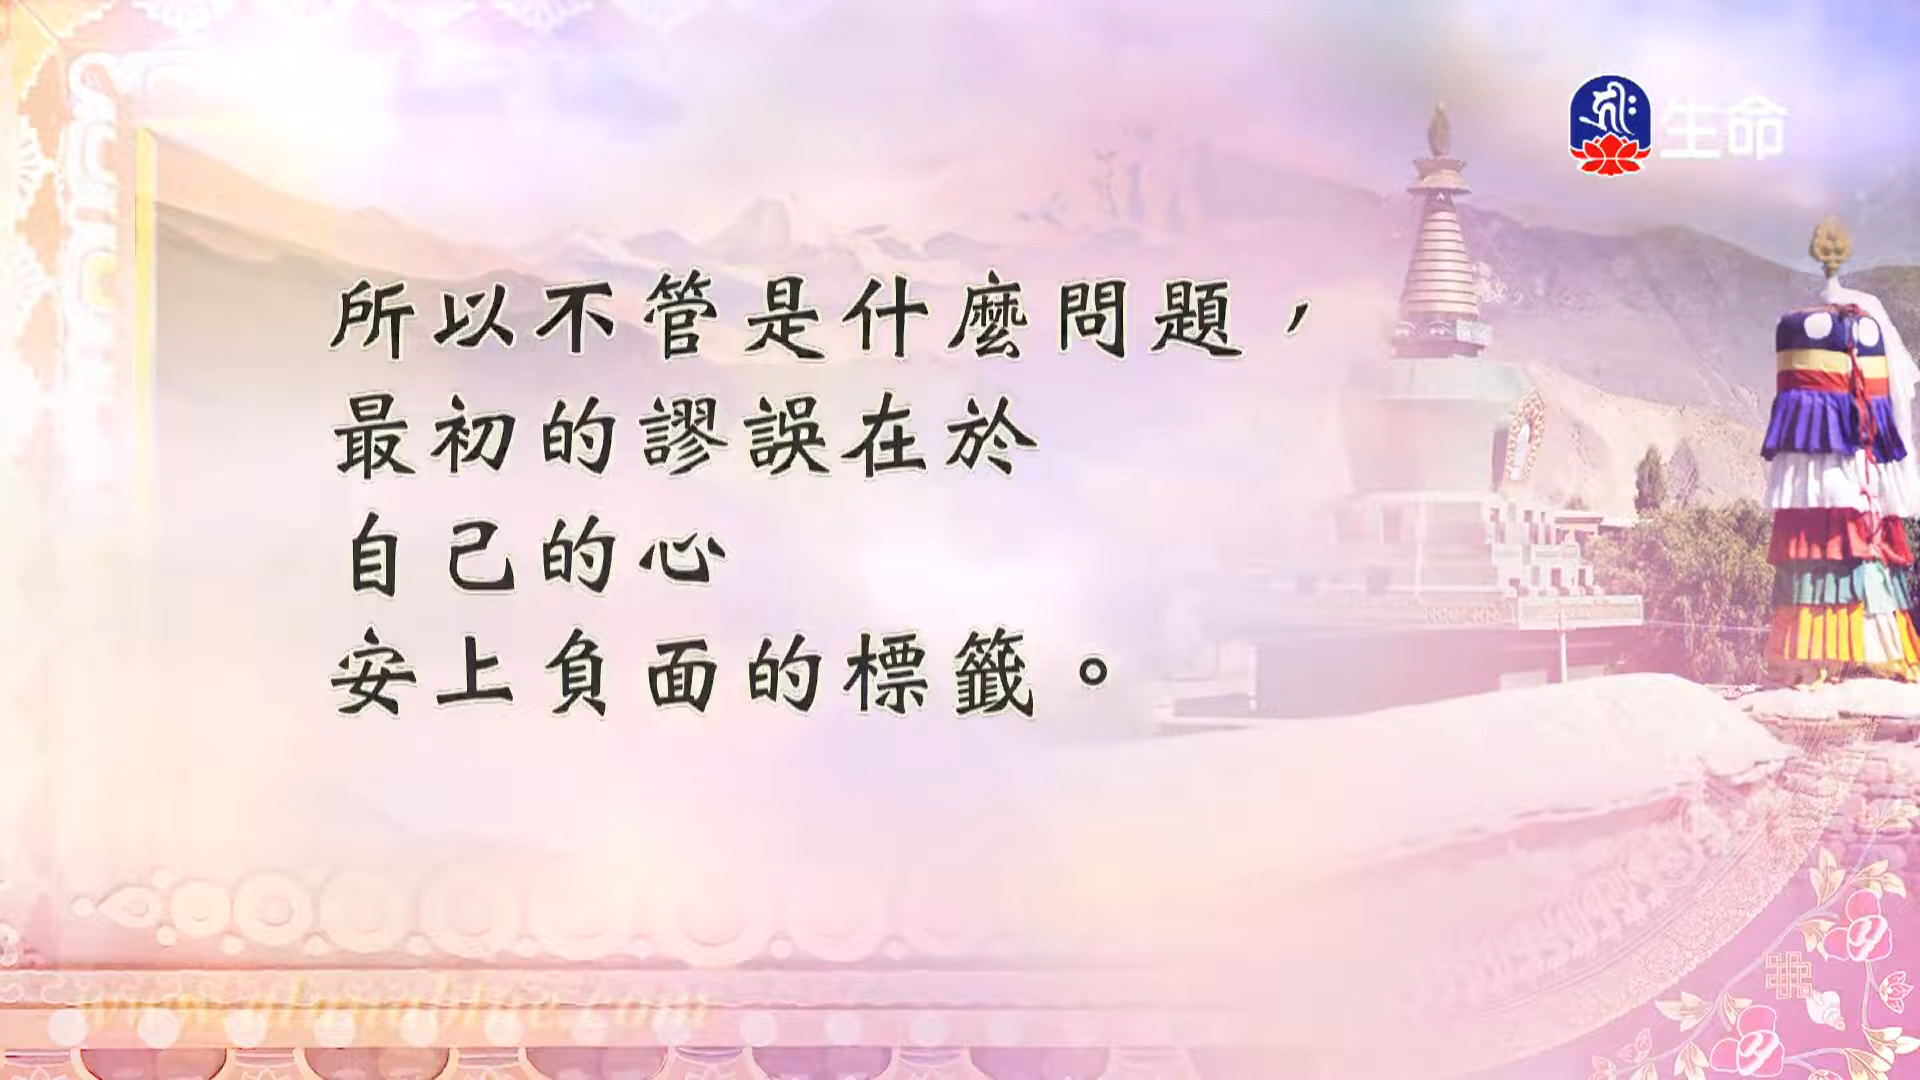 生命
所以不管是什麼問題，
最初的謬誤在於
自己的心
安上負面的標籤。